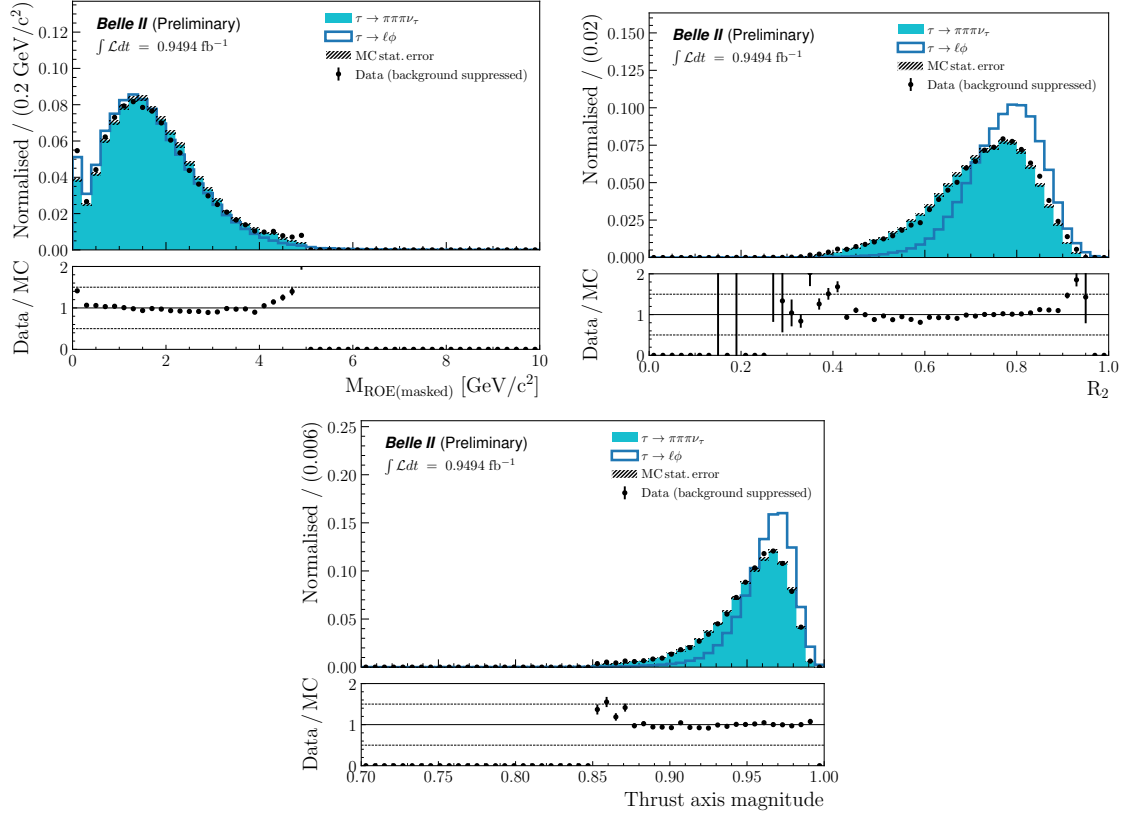 Belle II (Preliminary)
∫ ℒdt = 0.9494 fb⁻¹
τ → πππν_τ
τ → ℓϕ
MC stat. error
Data (background suppressed)
Normalised / (0.2 GeV/c²)
0.12
0.10
0.08
0.06
0.04
0.02
0.00
Data / MC
2
1
0
0 2 4 6 8 10
M_ROE(masked) [GeV/c²]
Belle II (Preliminary)
∫ ℒdt = 0.9494 fb⁻¹
τ → πππν_τ
τ → ℓϕ
MC stat. error
Data (background suppressed)
Normalised / (0.02)
0.150
0.125
0.100
0.075
0.050
0.025
0.000
Data / MC
2
1
0
0.0 0.2 0.4 0.6 0.8 1.0
R₂
Belle II (Preliminary)
∫ ℒdt = 0.9494 fb⁻¹
τ → πππν_τ
τ → ℓϕ
MC stat. error
Data (background suppressed)
Normalised / (0.006)
0.25
0.20
0.15
0.10
0.05
0.00
Data / MC
2
1
0
0.70 0.75 0.80 0.85 0.90 0.95 1.00
Thrust axis magnitude